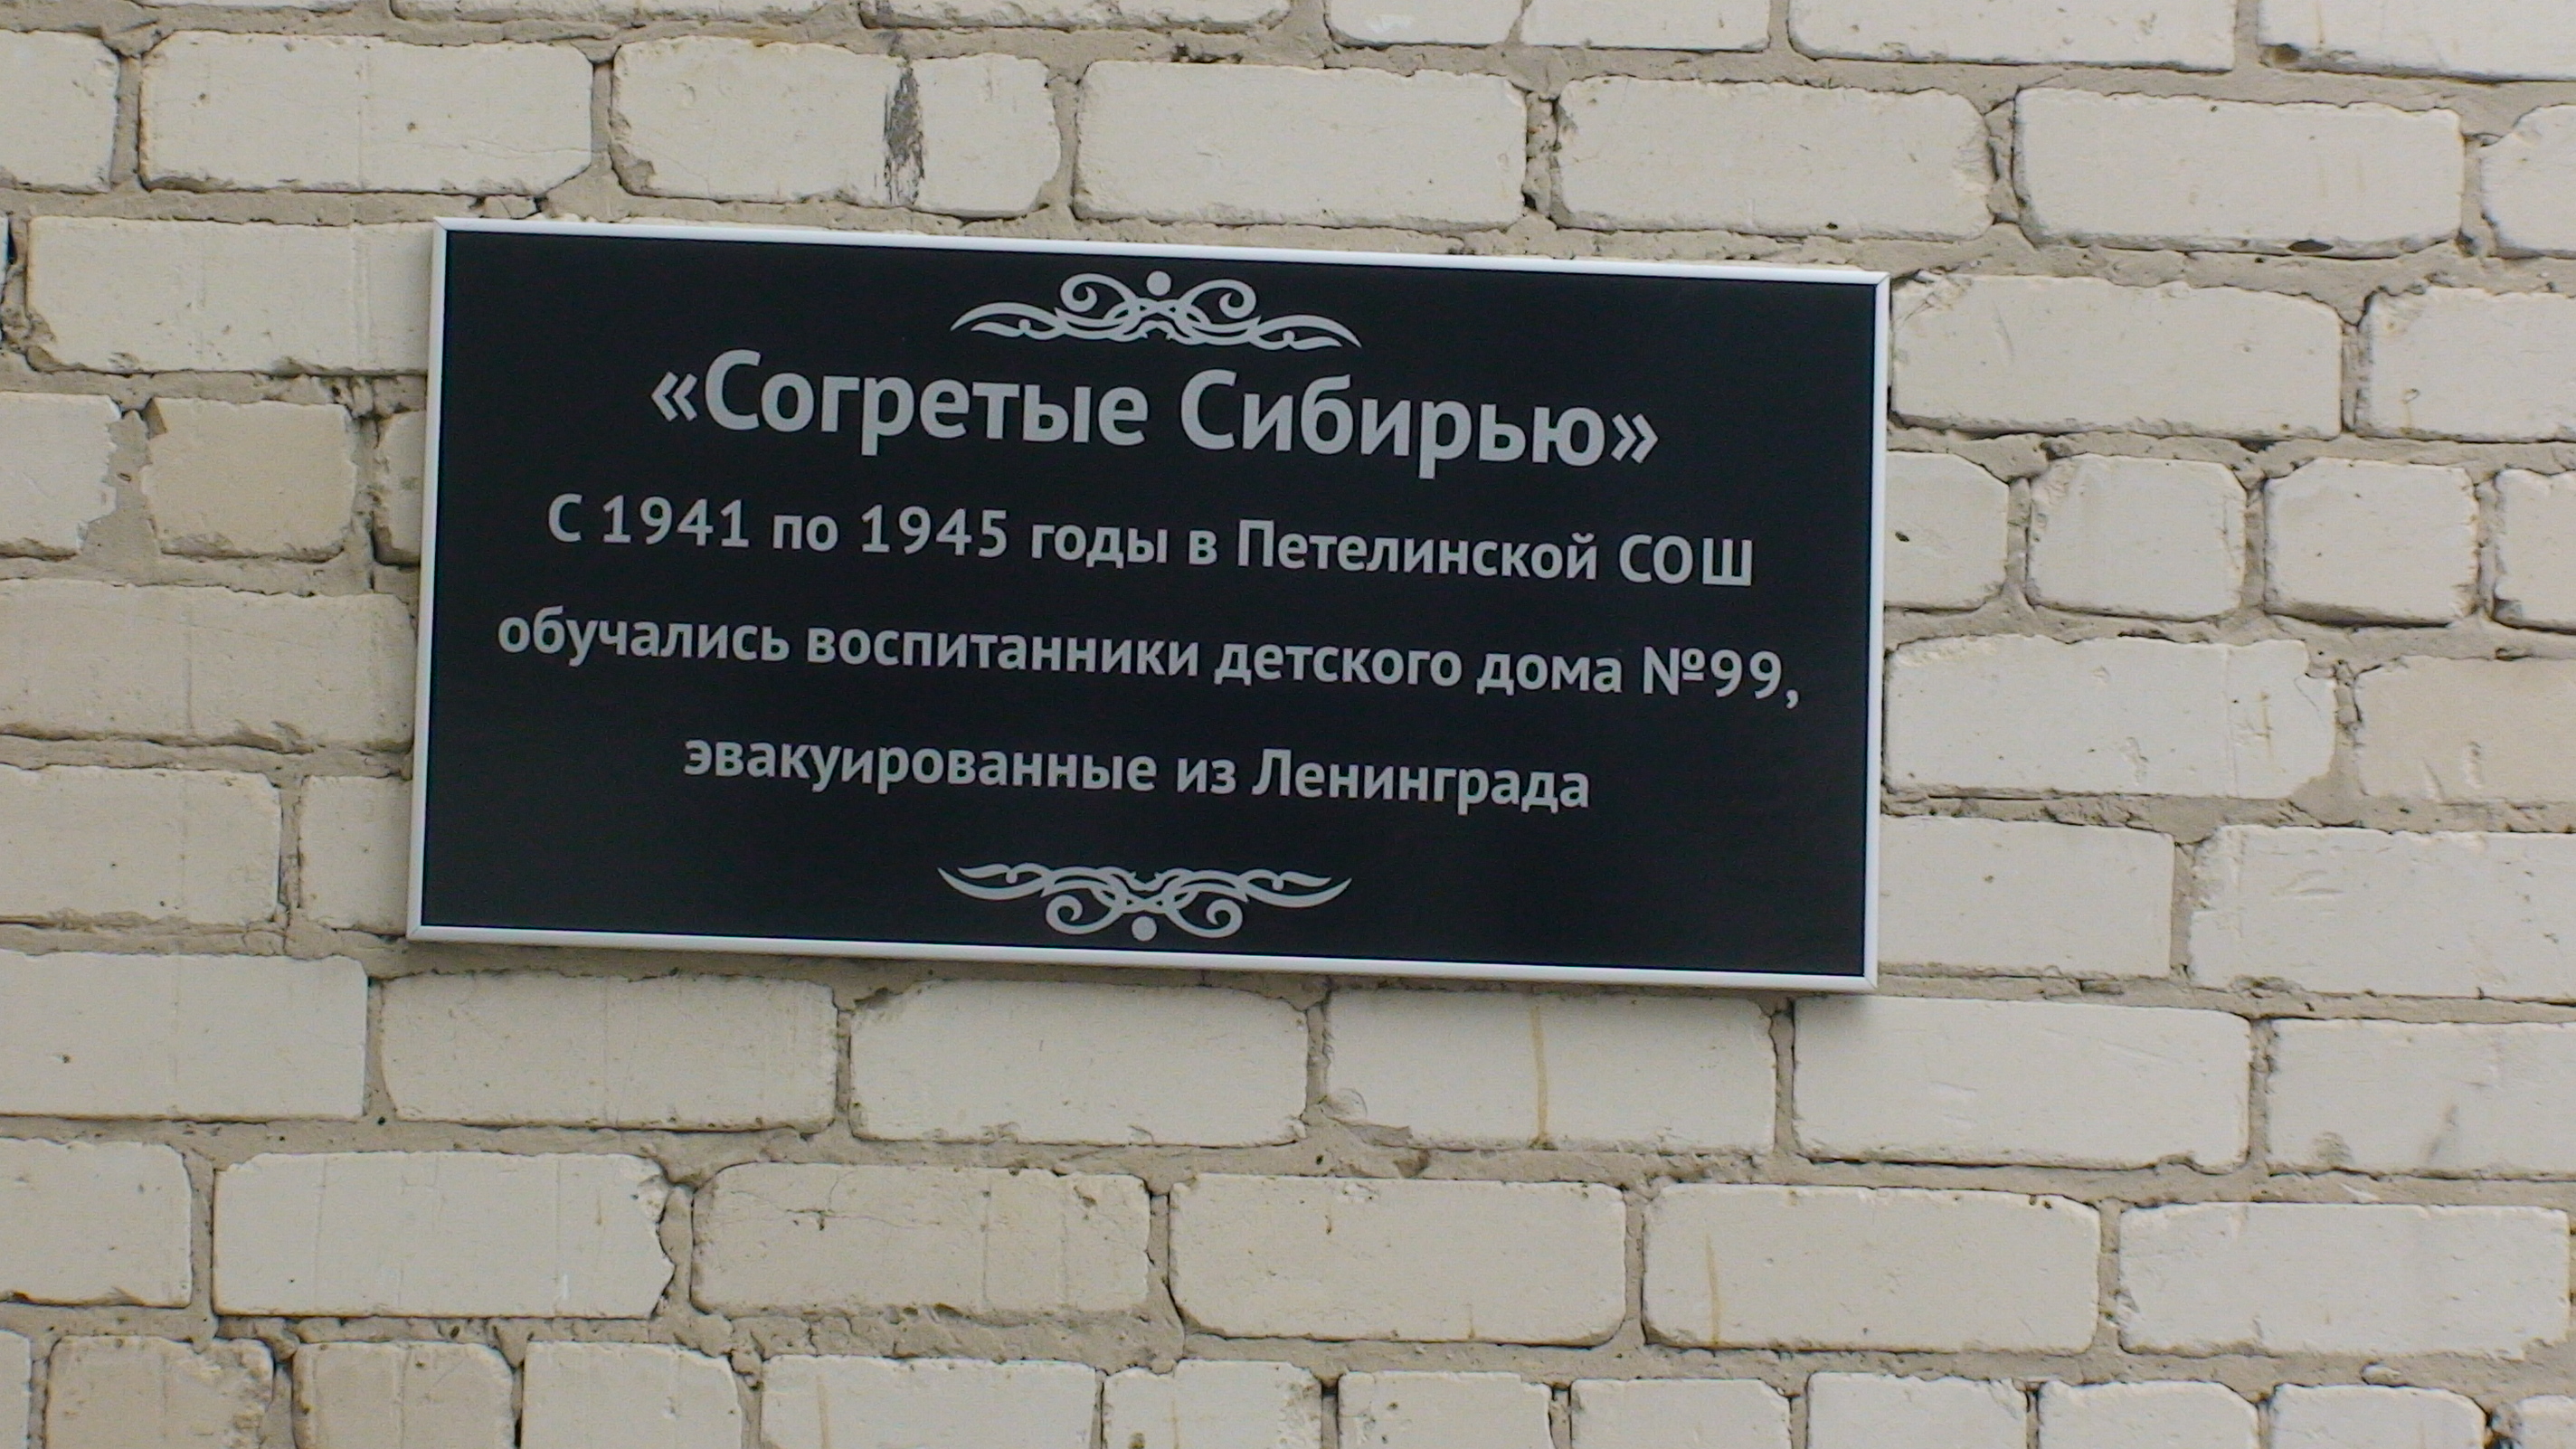 «Согретые Сибирью»
С 1941 по 1945 годы в Петелинской СОШ
обучались воспитанники детского дома №99,
эвакуированные из Ленинграда